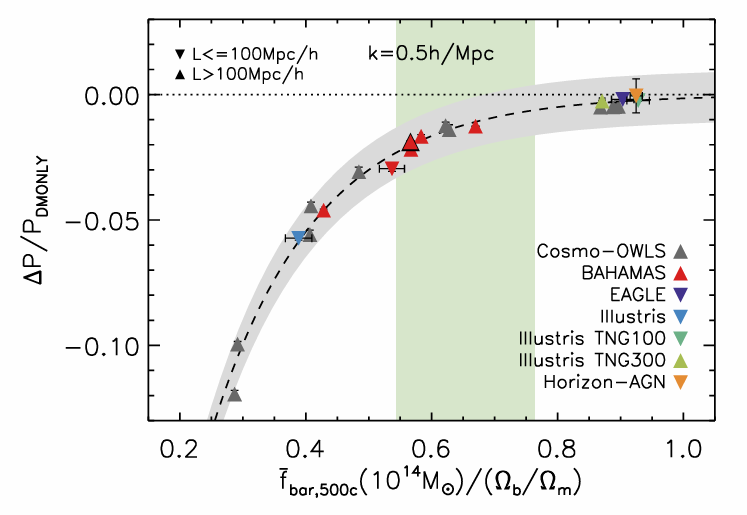 L<=100Mpc/h k=0.5h/Mpc
L>100Mpc/h
0.00
−0.05
−0.10
ΔP/P_DMONLY
Cosmo−OWLS
BAHAMAS
EAGLE
Illustris
Illustris TNG100
Illustris TNG300
Horizon−AGN
0.2 0.4 0.6 0.8 1.0
f̄_bar,500c(10¹⁴M_⊙)/(Ω_b/Ω_m)